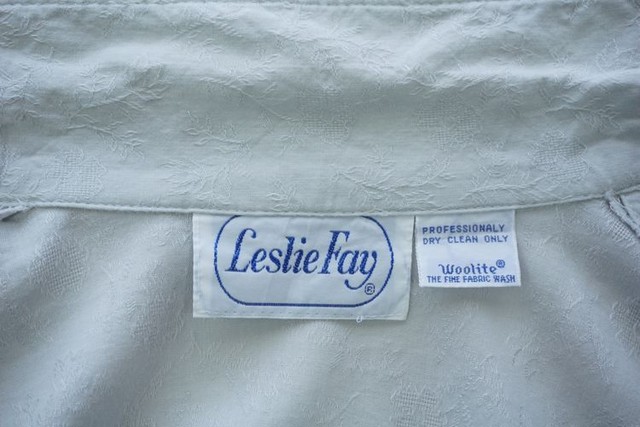 Leslie Fay
®
PROFESSIONALY
DRY CLEAN ONLY
Woolite®
THE FINE FABRIC WASH